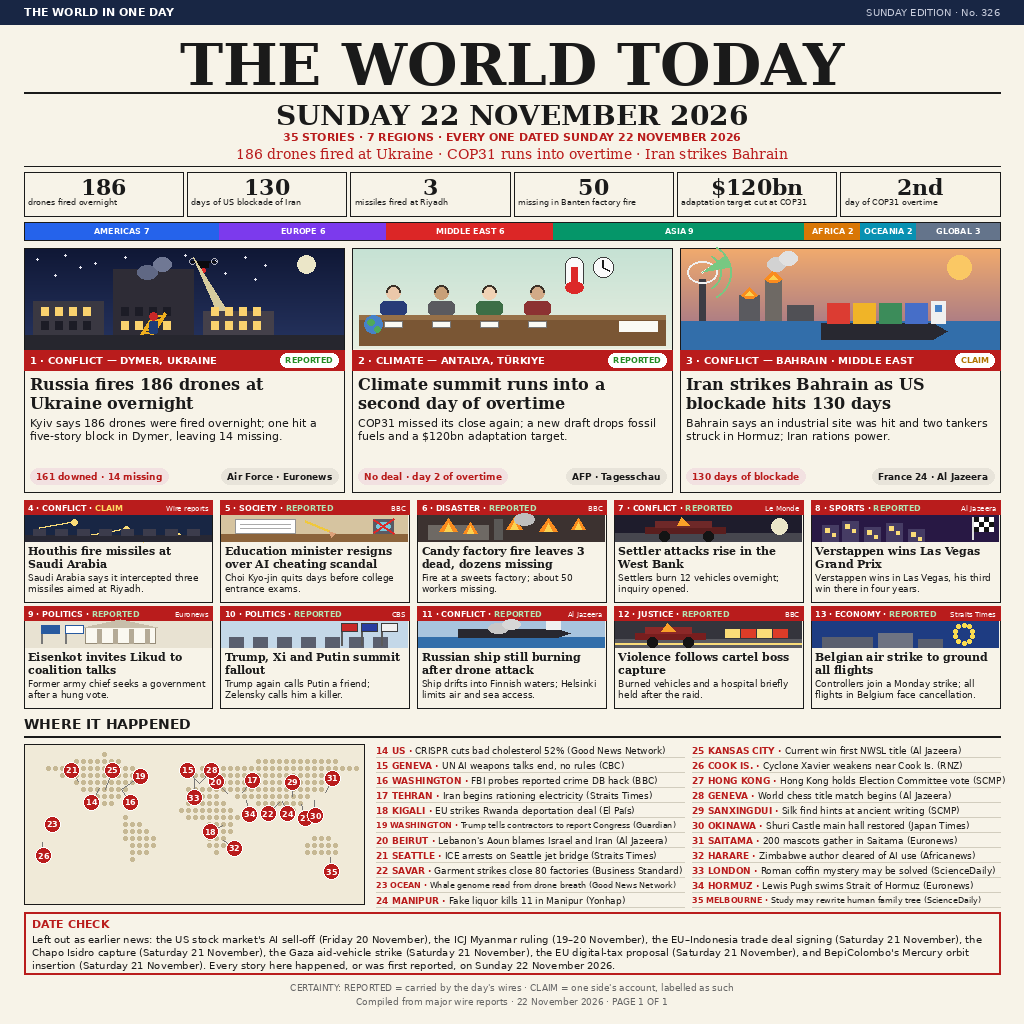 THE WORLD IN ONE DAY
SUNDAY EDITION · No. 326
THE WORLD TODAY
SUNDAY 22 NOVEMBER 2026
35 STORIES · 7 REGIONS · EVERY ONE DATED SUNDAY 22 NOVEMBER 2026
186 drones fired at Ukraine · COP31 runs into overtime · Iran strikes Bahrain
186
drones fired overnight
130
days of US blockade of Iran
3
missiles fired at Riyadh
50
missing in Banten factory fire
$120bn
adaptation target cut at COP31
2nd
day of COP31 overtime
AMERICAS 7
EUROPE 6
MIDDLE EAST 6
ASIA 9
AFRICA 2
OCEANIA 2
GLOBAL 3
1 · CONFLICT — DYMER, UKRAINE
REPORTED
Russia fires 186 drones at
Ukraine overnight
Kyiv says 186 drones were fired overnight; one hit a
five-story block in Dymer, leaving 14 missing.
161 downed · 14 missing
Air Force · Euronews
2 · CLIMATE — ANTALYA, TÜRKIYE
REPORTED
Climate summit runs into a
second day of overtime
COP31 missed its close again; a new draft drops fossil
fuels and a $120bn adaptation target.
No deal · day 2 of overtime
AFP · Tagesschau
3 · CONFLICT — BAHRAIN · MIDDLE EAST
CLAIM
Iran strikes Bahrain as US
blockade hits 130 days
Bahrain says an industrial site was hit and two tankers
struck in Hormuz; Iran rations power.
130 days of blockade
France 24 · Al Jazeera
4 · CONFLICT · CLAIM
Wire reports
Houthis fire missiles at
Saudi Arabia
Saudi Arabia says it intercepted three
missiles aimed at Riyadh.
5 · SOCIETY · REPORTED
BBC
Education minister resigns
over AI cheating scandal
Choi Kyo-jin quits days before college
entrance exams.
6 · DISASTER · REPORTED
BBC
Candy factory fire leaves 3
dead, dozens missing
Fire at a sweets factory; about 50
workers missing.
7 · CONFLICT · REPORTED
Le Monde
Settler attacks rise in the
West Bank
Settlers burn 12 vehicles overnight;
inquiry opened.
8 · SPORTS · REPORTED
Al Jazeera
Verstappen wins Las Vegas
Grand Prix
Verstappen wins in Las Vegas, his third
win there in four years.
9 · POLITICS · REPORTED
Euronews
Eisenkot invites Likud to
coalition talks
Former army chief seeks a government
after a hung vote.
10 · POLITICS · REPORTED
CBS
Trump, Xi and Putin summit
fallout
Trump again calls Putin a friend;
Zelensky calls him a killer.
11 · CONFLICT · REPORTED
Al Jazeera
Russian ship still burning
after drone attack
Ship drifts into Finnish waters; Helsinki
limits air and sea access.
12 · JUSTICE · REPORTED
BBC
Violence follows cartel boss
capture
Burned vehicles and a hospital briefly
held after the raid.
13 · ECONOMY · REPORTED
Straits Times
Belgian air strike to ground
all flights
Controllers join a Monday strike; all
flights in Belgium face cancellation.
WHERE IT HAPPENED
21
25
19
14
16
23
26
15
28
20
17
33
18
32
29
31
34
22
24
30
35
14 US · CRISPR cuts bad cholesterol 52% (Good News Network)
15 GENEVA · UN AI weapons talks end, no rules (CBC)
16 WASHINGTON · FBI probes reported crime DB hack (BBC)
17 TEHRAN · Iran begins rationing electricity (Straits Times)
18 KIGALI · EU strikes Rwanda deportation deal (El País)
19 WASHINGTON · Trump tells contractors to report Congress (Guardian)
20 BEIRUT · Lebanon's Aoun blames Israel and Iran (Al Jazeera)
21 SEATTLE · ICE arrests on Seattle jet bridge (Straits Times)
22 SAVAR · Garment strikes close 80 factories (Business Standard)
23 OCEAN · Whale genome read from drone breath (Good News Network)
24 MANIPUR · Fake liquor kills 11 in Manipur (Yonhap)
25 KANSAS CITY · Current win first NWSL title (Al Jazeera)
26 COOK IS. · Cyclone Xavier weakens near Cook Is. (RNZ)
27 HONG KONG · Hong Kong holds Election Committee vote (SCMP)
28 GENEVA · World chess title match begins (Al Jazeera)
29 SANXINGDUI · Silk find hints at ancient writing (SCMP)
30 OKINAWA · Shuri Castle main hall restored (Japan Times)
31 SAITAMA · 200 mascots gather in Saitama (Euronews)
32 HARARE · Zimbabwe author cleared of AI use (Africanews)
33 LONDON · Roman coffin mystery may be solved (ScienceDaily)
34 HORMUZ · Lewis Pugh swims Strait of Hormuz (Euronews)
35 MELBOURNE · Study may rewrite human family tree (ScienceDaily)
DATE CHECK
Left out as earlier news: the US stock market's AI sell-off (Friday 20 November), the ICJ Myanmar ruling (19–20 November), the EU–Indonesia trade deal signing (Saturday 21 November), the
Chapo Isidro capture (Saturday 21 November), the Gaza aid-vehicle strike (Saturday 21 November), the EU digital-tax proposal (Saturday 21 November), and BepiColombo's Mercury orbit
insertion (Saturday 21 November). Every story here happened, or was first reported, on Sunday 22 November 2026.
CERTAINTY: REPORTED = carried by the day's wires · CLAIM = one side's account, labelled as such
Compiled from major wire reports · 22 November 2026 · PAGE 1 OF 1